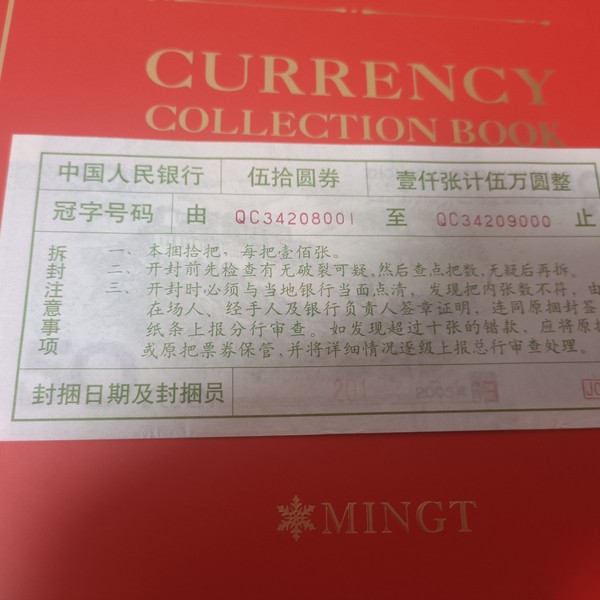 CURRENCY
COLLECTION BOOK
中国人民银行 伍拾圆券 壹仟张计伍万圆整
冠字号码 由 QC34208001 至 QC34209000 止
拆封注意事项
一、本捆拾把，每把壹佰张。
二、开封前先检查有无破裂可疑，然后查点把数，无疑后再拆。
三、开封时必须与当地银行当面点清，发现把内张数不符，由
在场人、经手人及银行负责人签章证明，连同原捆封签
纸条上报分行审查。如发现超过十张的错款，应将原捆
或原把票券保管，并将详细情况逐级上报总行审查处理。
封捆日期及封捆员
MINGT